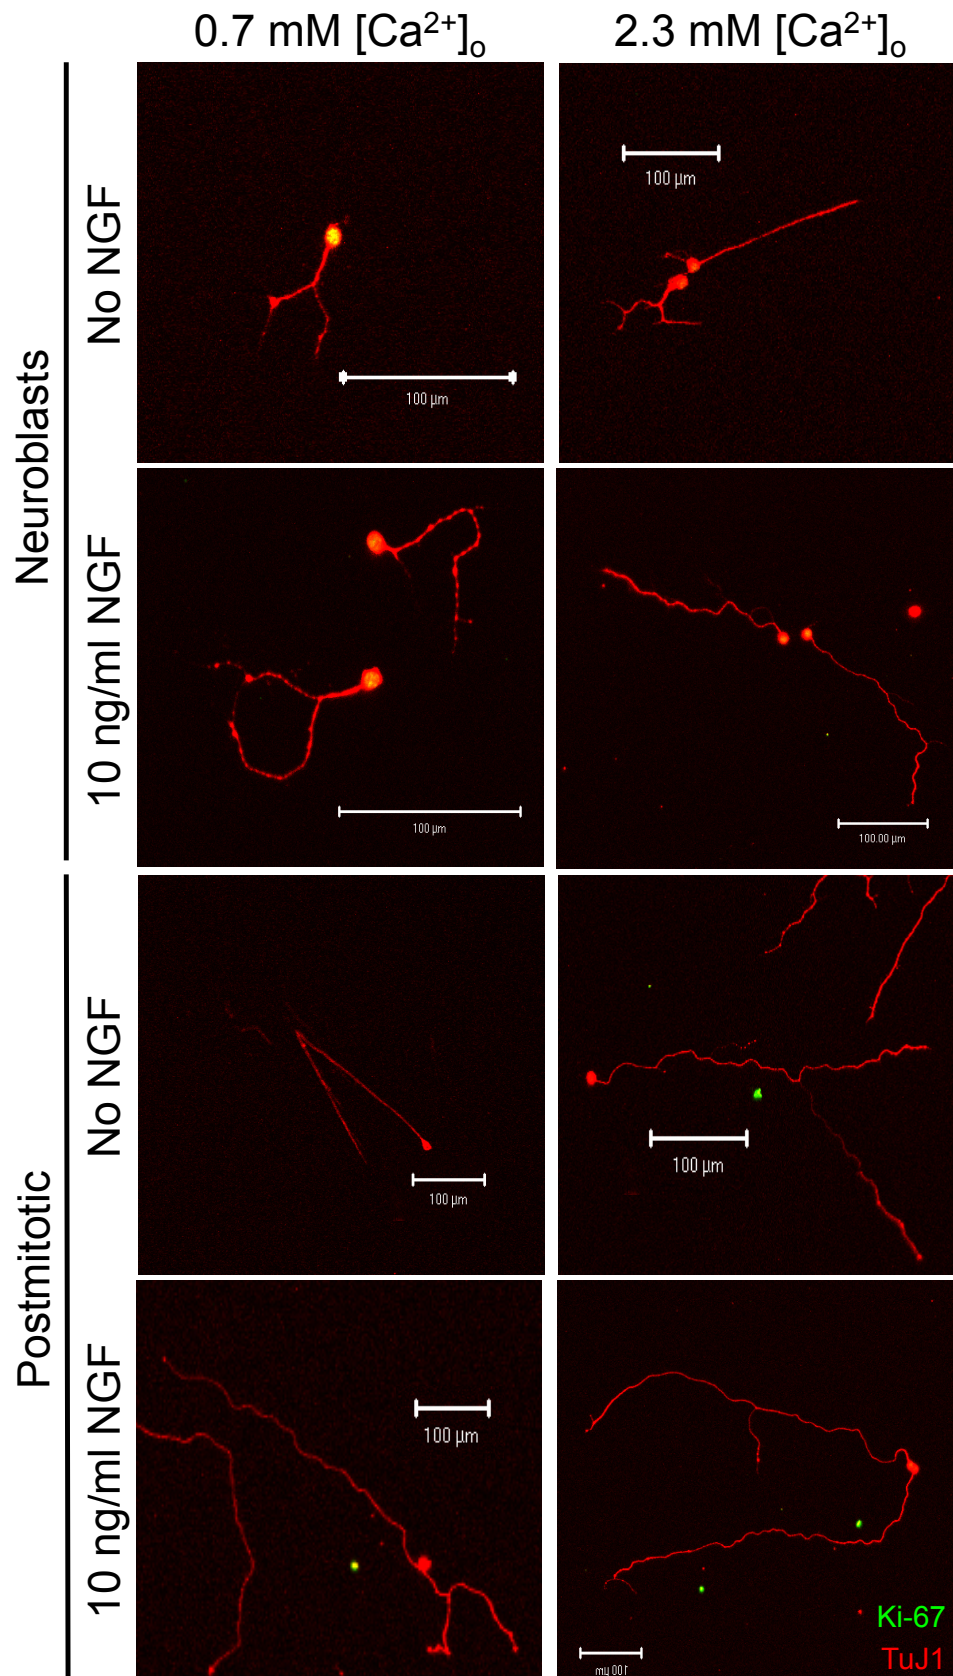 0.7 mM [Ca²⁺]ₒ
2.3 mM [Ca²⁺]ₒ
Neuroblasts
No NGF
100 µm
100 µm
10 ng/ml NGF
100 µm
100.00 µm
Postmitotic
No NGF
100 µm
100 µm
10 ng/ml NGF
100 µm
100 µm
Ki-67
TuJ1